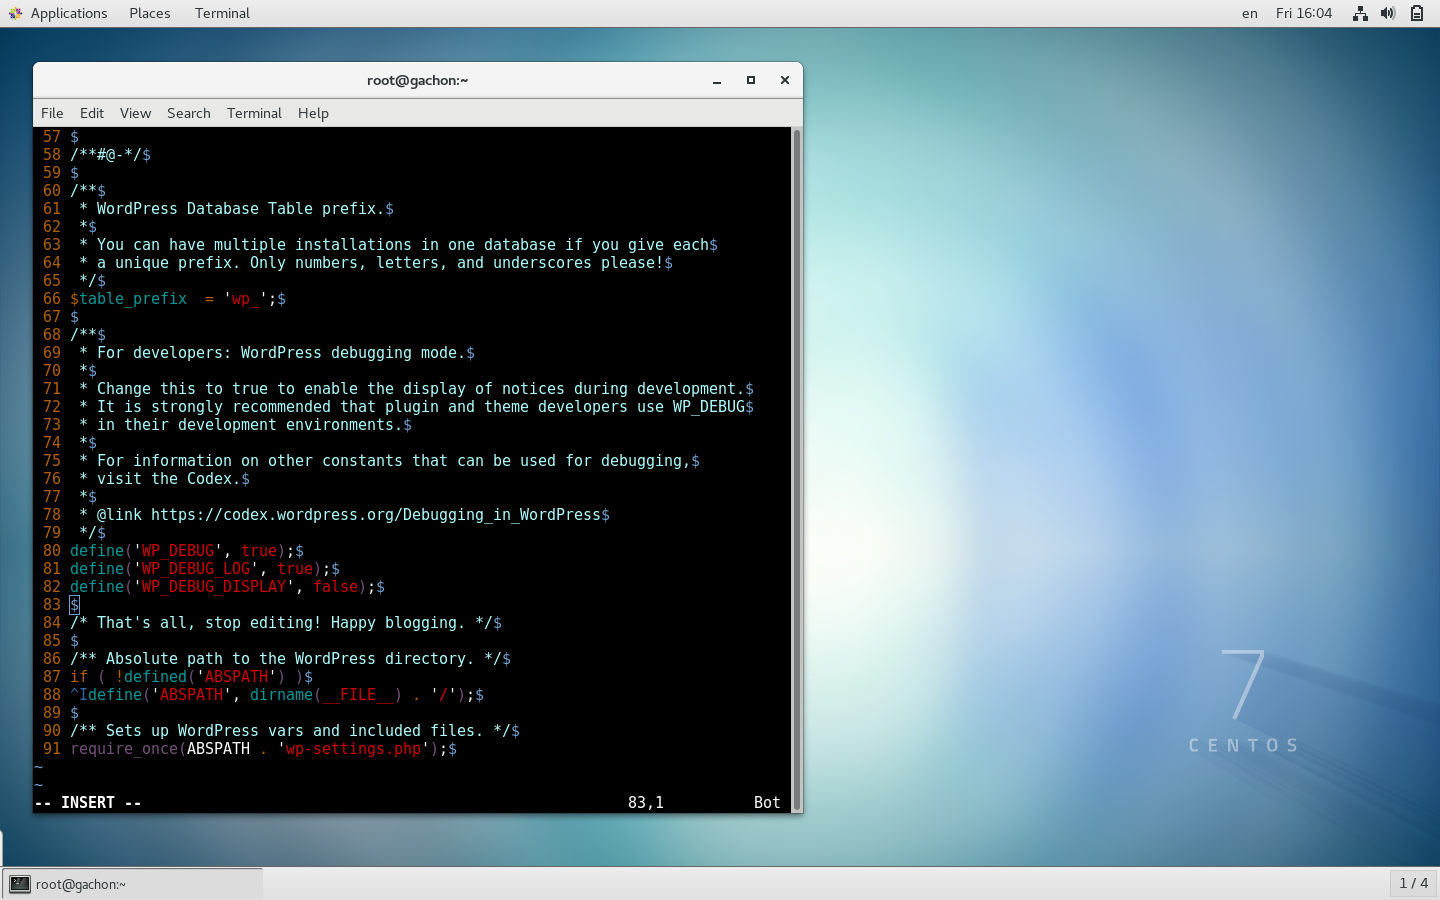 Applications Places Terminal en Fri 16:04
root@gachon:~
File Edit View Search Terminal Help
57 $
58 /**#@-*/$
59 $
60 /**$
61  * WordPress Database Table prefix.$
62  *$
63  * You can have multiple installations in one database if you give each$
64  * a unique prefix. Only numbers, letters, and underscores please!$
65  */$
66 $table_prefix  = 'wp_';$
67 $
68 /**$
69  * For developers: WordPress debugging mode.$
70  *$
71  * Change this to true to enable the display of notices during development.$
72  * It is strongly recommended that plugin and theme developers use WP_DEBUG$
73  * in their development environments.$
74  *$
75  * For information on other constants that can be used for debugging,$
76  * visit the Codex.$
77  *$
78  * @link https://codex.wordpress.org/Debugging_in_WordPress$
79  */$
80 define('WP_DEBUG', true);$
81 define('WP_DEBUG_LOG', true);$
82 define('WP_DEBUG_DISPLAY', false);$
83 $
84 /* That's all, stop editing! Happy blogging. */$
85 $
86 /** Absolute path to the WordPress directory. */$
87 if ( !defined('ABSPATH') )$
88 ^Idefine('ABSPATH', dirname(__FILE__) . '/');$
89 $
90 /** Sets up WordPress vars and included files. */$
91 require_once(ABSPATH . 'wp-settings.php');$
~
~
-- INSERT -- 83,1 Bot
7
CENTOS
root@gachon:~ 1 / 4